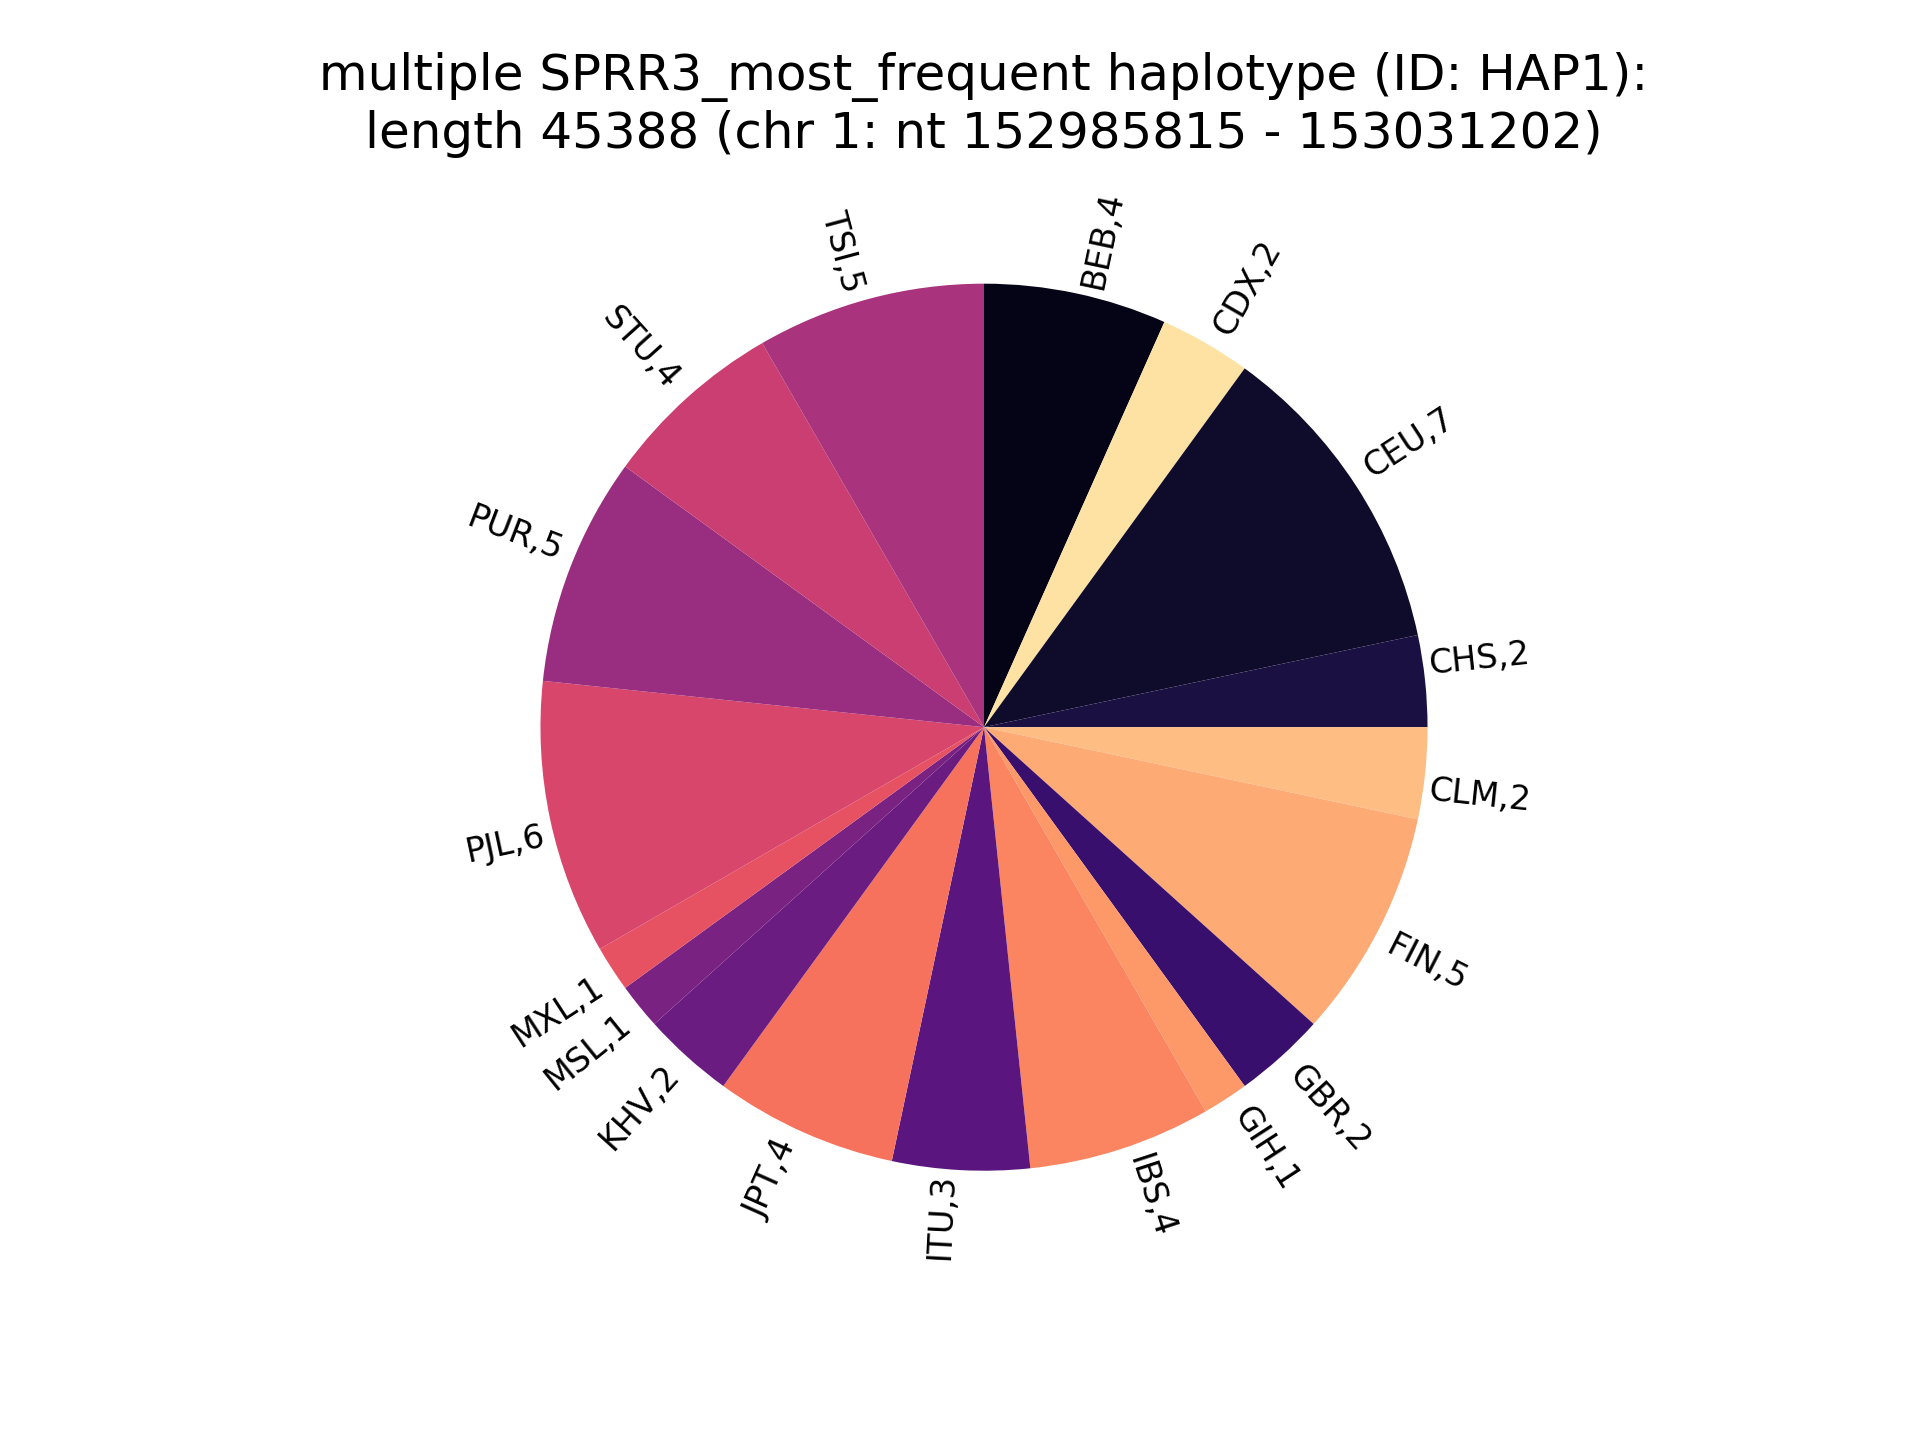 multiple SPRR3_most_frequent haplotype (ID: HAP1):
length 45388 (chr 1: nt 152985815 - 153031202)
BEB,4
CDX,2
CEU,7
CHS,2
CLM,2
FIN,5
GBR,2
GIH,1
IBS,4
ITU,3
JPT,4
KHV,2
MSL,1
MXL,1
PJL,6
PUR,5
STU,4
TSI,5